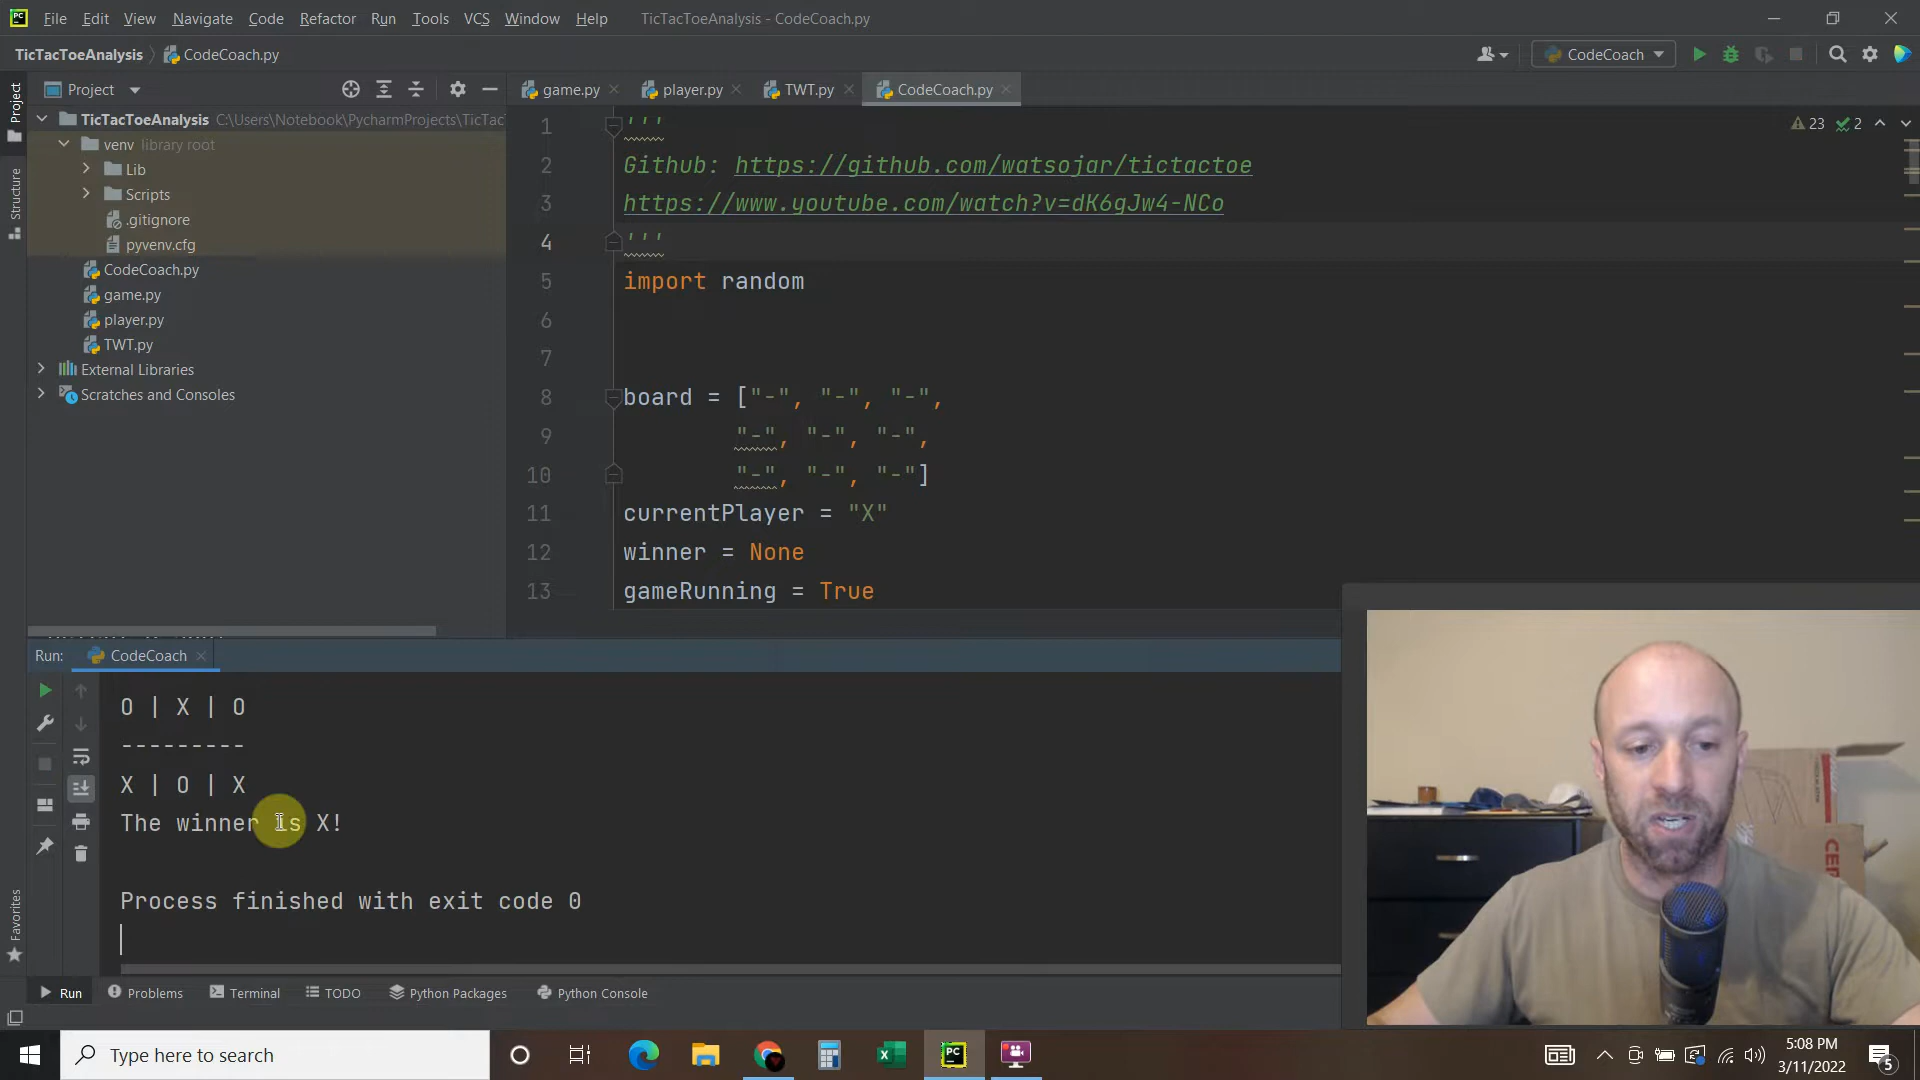 PC File Edit View Navigate Code Refactor Run Tools VCS Window Help TicTacToeAnalysis - CodeCoach.py
TicTacToeAnalysis CodeCoach.py CodeCoach
Project
Project
game.py player.py TWT.py CodeCoach.py
TicTacToeAnalysis C:\Users\Notebook\PycharmProjects\TicTac
venv library root
Lib
Scripts
.gitignore
pyvenv.cfg
CodeCoach.py
game.py
player.py
TWT.py
External Libraries
Scratches and Consoles
Structure
23 2
1 '''
2 Github: https://github.com/watsojar/tictactoe
3 https://www.youtube.com/watch?v=dK6gJw4-NCo
4 '''
5 import random
6
7
8 board = ["-", "-", "-",
9 "-", "-", "-",
10 "-", "-", "-"]
11 currentPlayer = "X"
12 winner = None
13 gameRunning = True
Run: CodeCoach
O | X | O
---------
X | O | X
The winner is X!
Process finished with exit code 0
Favorites
Run Problems Terminal TODO Python Packages Python Console
Type here to search
PC
5:08 PM
3/11/2022
5